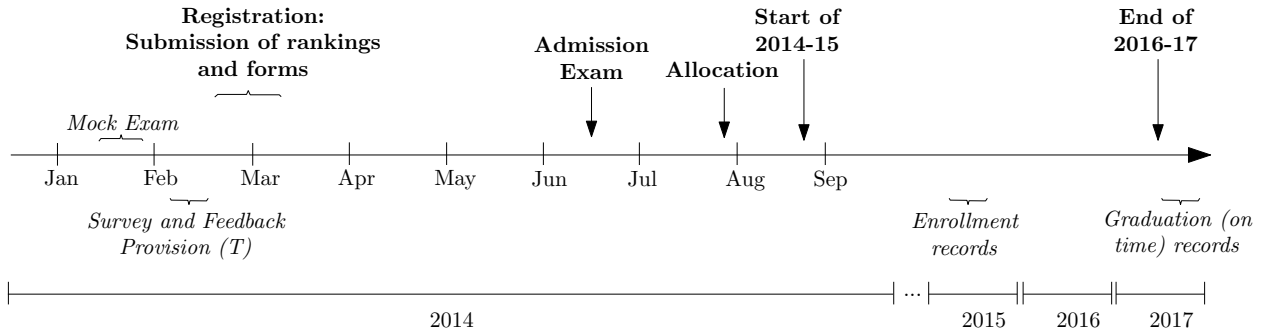 Registration:
Submission of rankings
and forms
Admission
Exam
Allocation
Start of
2014-15
End of
2016-17
Mock Exam
Jan
Feb
Mar
Apr
May
Jun
Jul
Aug
Sep
Survey and Feedback
Provision (T)
Enrollment
records
Graduation (on
time) records
...
2014
2015
2016
2017